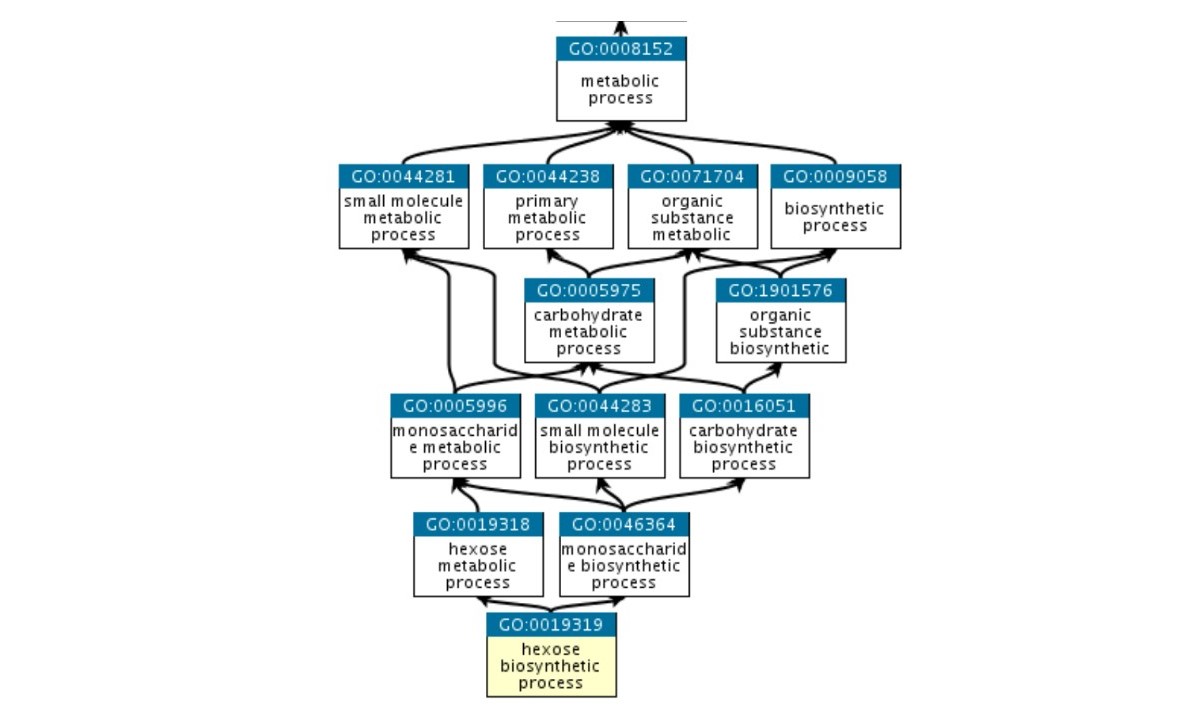 GO:0008152
metabolic
process
GO:0044281
small molecule
metabolic
process
GO:0044238
primary
metabolic
process
GO:0071704
organic
substance
metabolic
GO:0009058
biosynthetic
process
GO:0005975
carbohydrate
metabolic
process
GO:1901576
organic
substance
biosynthetic
GO:0005996
monosaccharid
e metabolic
process
GO:0044283
small molecule
biosynthetic
process
GO:0016051
carbohydrate
biosynthetic
process
GO:0019318
hexose
metabolic
process
GO:0046364
monosaccharid
e biosynthetic
process
GO:0019319
hexose
biosynthetic
process